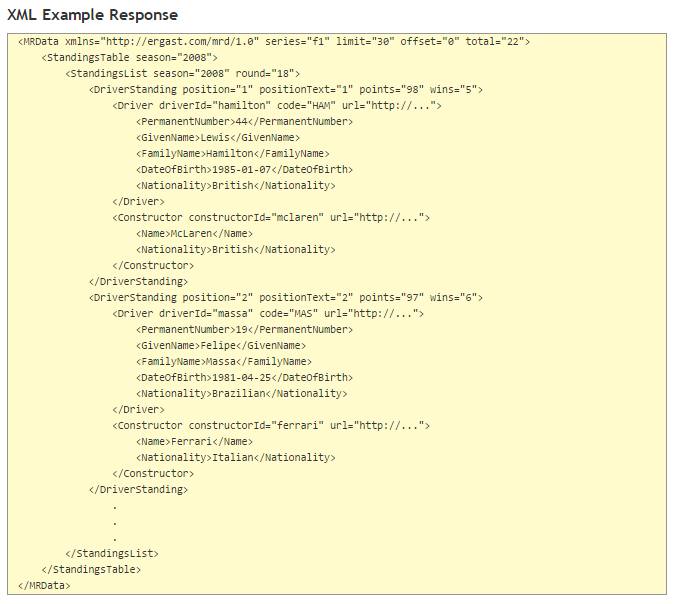 XML Example Response
<MRData xmlns="http://ergast.com/mrd/1.0" series="f1" limit="30" offset="0" total="22">
<StandingsTable season="2008">
<StandingsList season="2008" round="18">
<DriverStanding position="1" positionText="1" points="98" wins="5">
<Driver driverId="hamilton" code="HAM" url="http://...">
<PermanentNumber>44</PermanentNumber>
<GivenName>Lewis</GivenName>
<FamilyName>Hamilton</FamilyName>
<DateOfBirth>1985-01-07</DateOfBirth>
<Nationality>British</Nationality>
</Driver>
<Constructor constructorId="mclaren" url="http://...">
<Name>McLaren</Name>
<Nationality>British</Nationality>
</Constructor>
</DriverStanding>
<DriverStanding position="2" positionText="2" points="97" wins="6">
<Driver driverId="massa" code="MAS" url="http://...">
<PermanentNumber>19</PermanentNumber>
<GivenName>Felipe</GivenName>
<FamilyName>Massa</FamilyName>
<DateOfBirth>1981-04-25</DateOfBirth>
<Nationality>Brazilian</Nationality>
</Driver>
<Constructor constructorId="ferrari" url="http://...">
<Name>Ferrari</Name>
<Nationality>Italian</Nationality>
</Constructor>
</DriverStanding>
.
.
.
</StandingsList>
</StandingsTable>
</MRData>